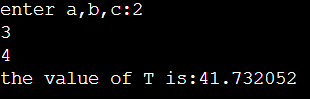 enter a,b,c:2
3
4
the value of T is:41.732052